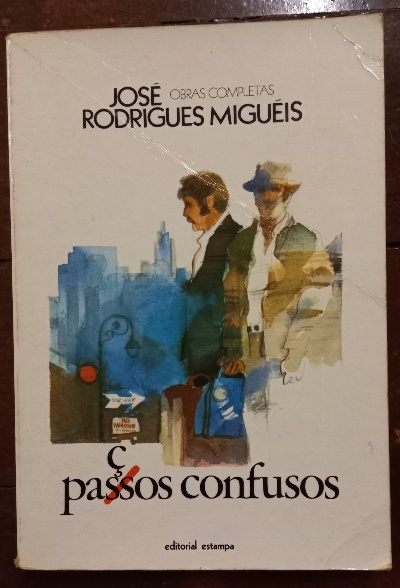 JOSÉ OBRAS COMPLETAS
RODRIGUES MIGUÉIS
ç
passos confusos
editorial estampa